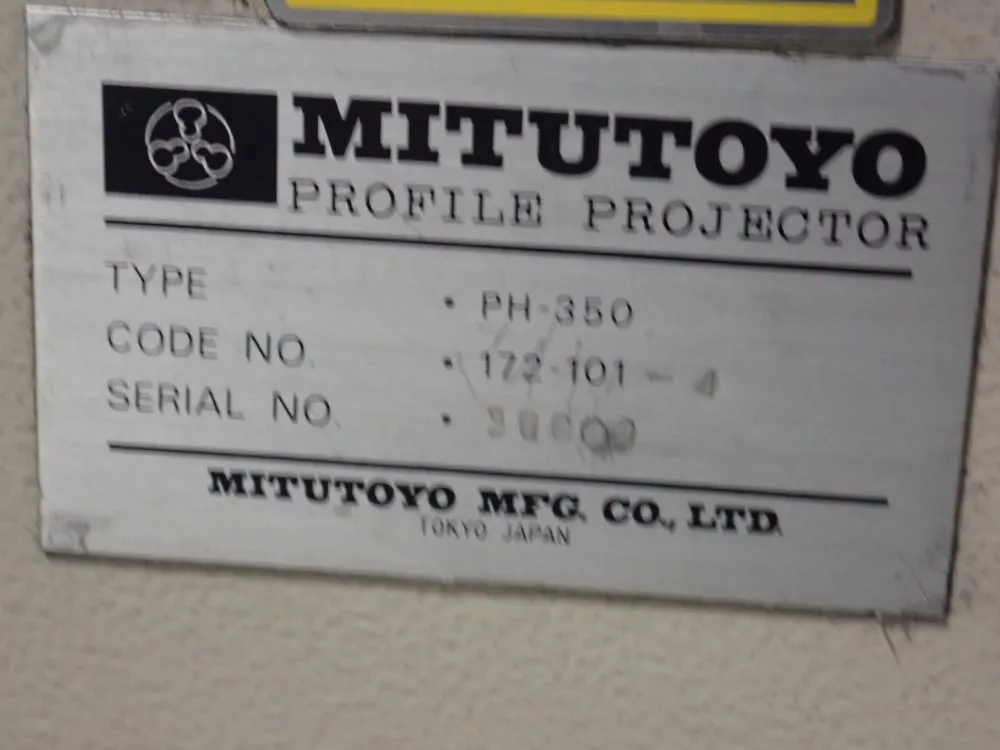 MITUTOYO
PROFILE PROJECTOR
TYPE • PH-350
CODE NO. • 172-101-4
SERIAL NO. •
MITUTOYO MFG. CO., LTD.
TOKYO JAPAN